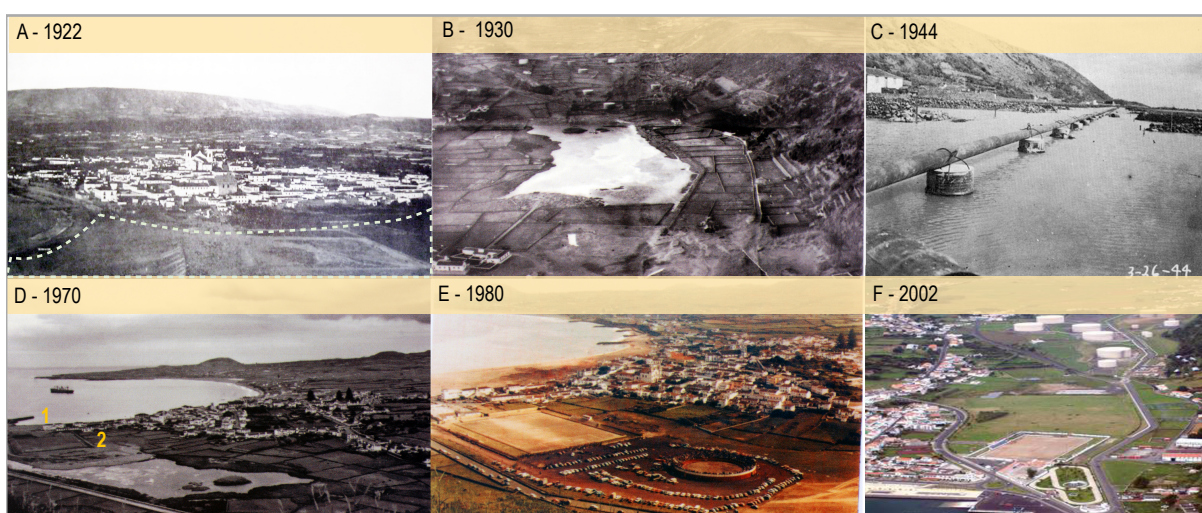 A - 1922
B - 1930
C - 1944
3-26-44
D - 1970
E - 1980
F - 2002
1
2